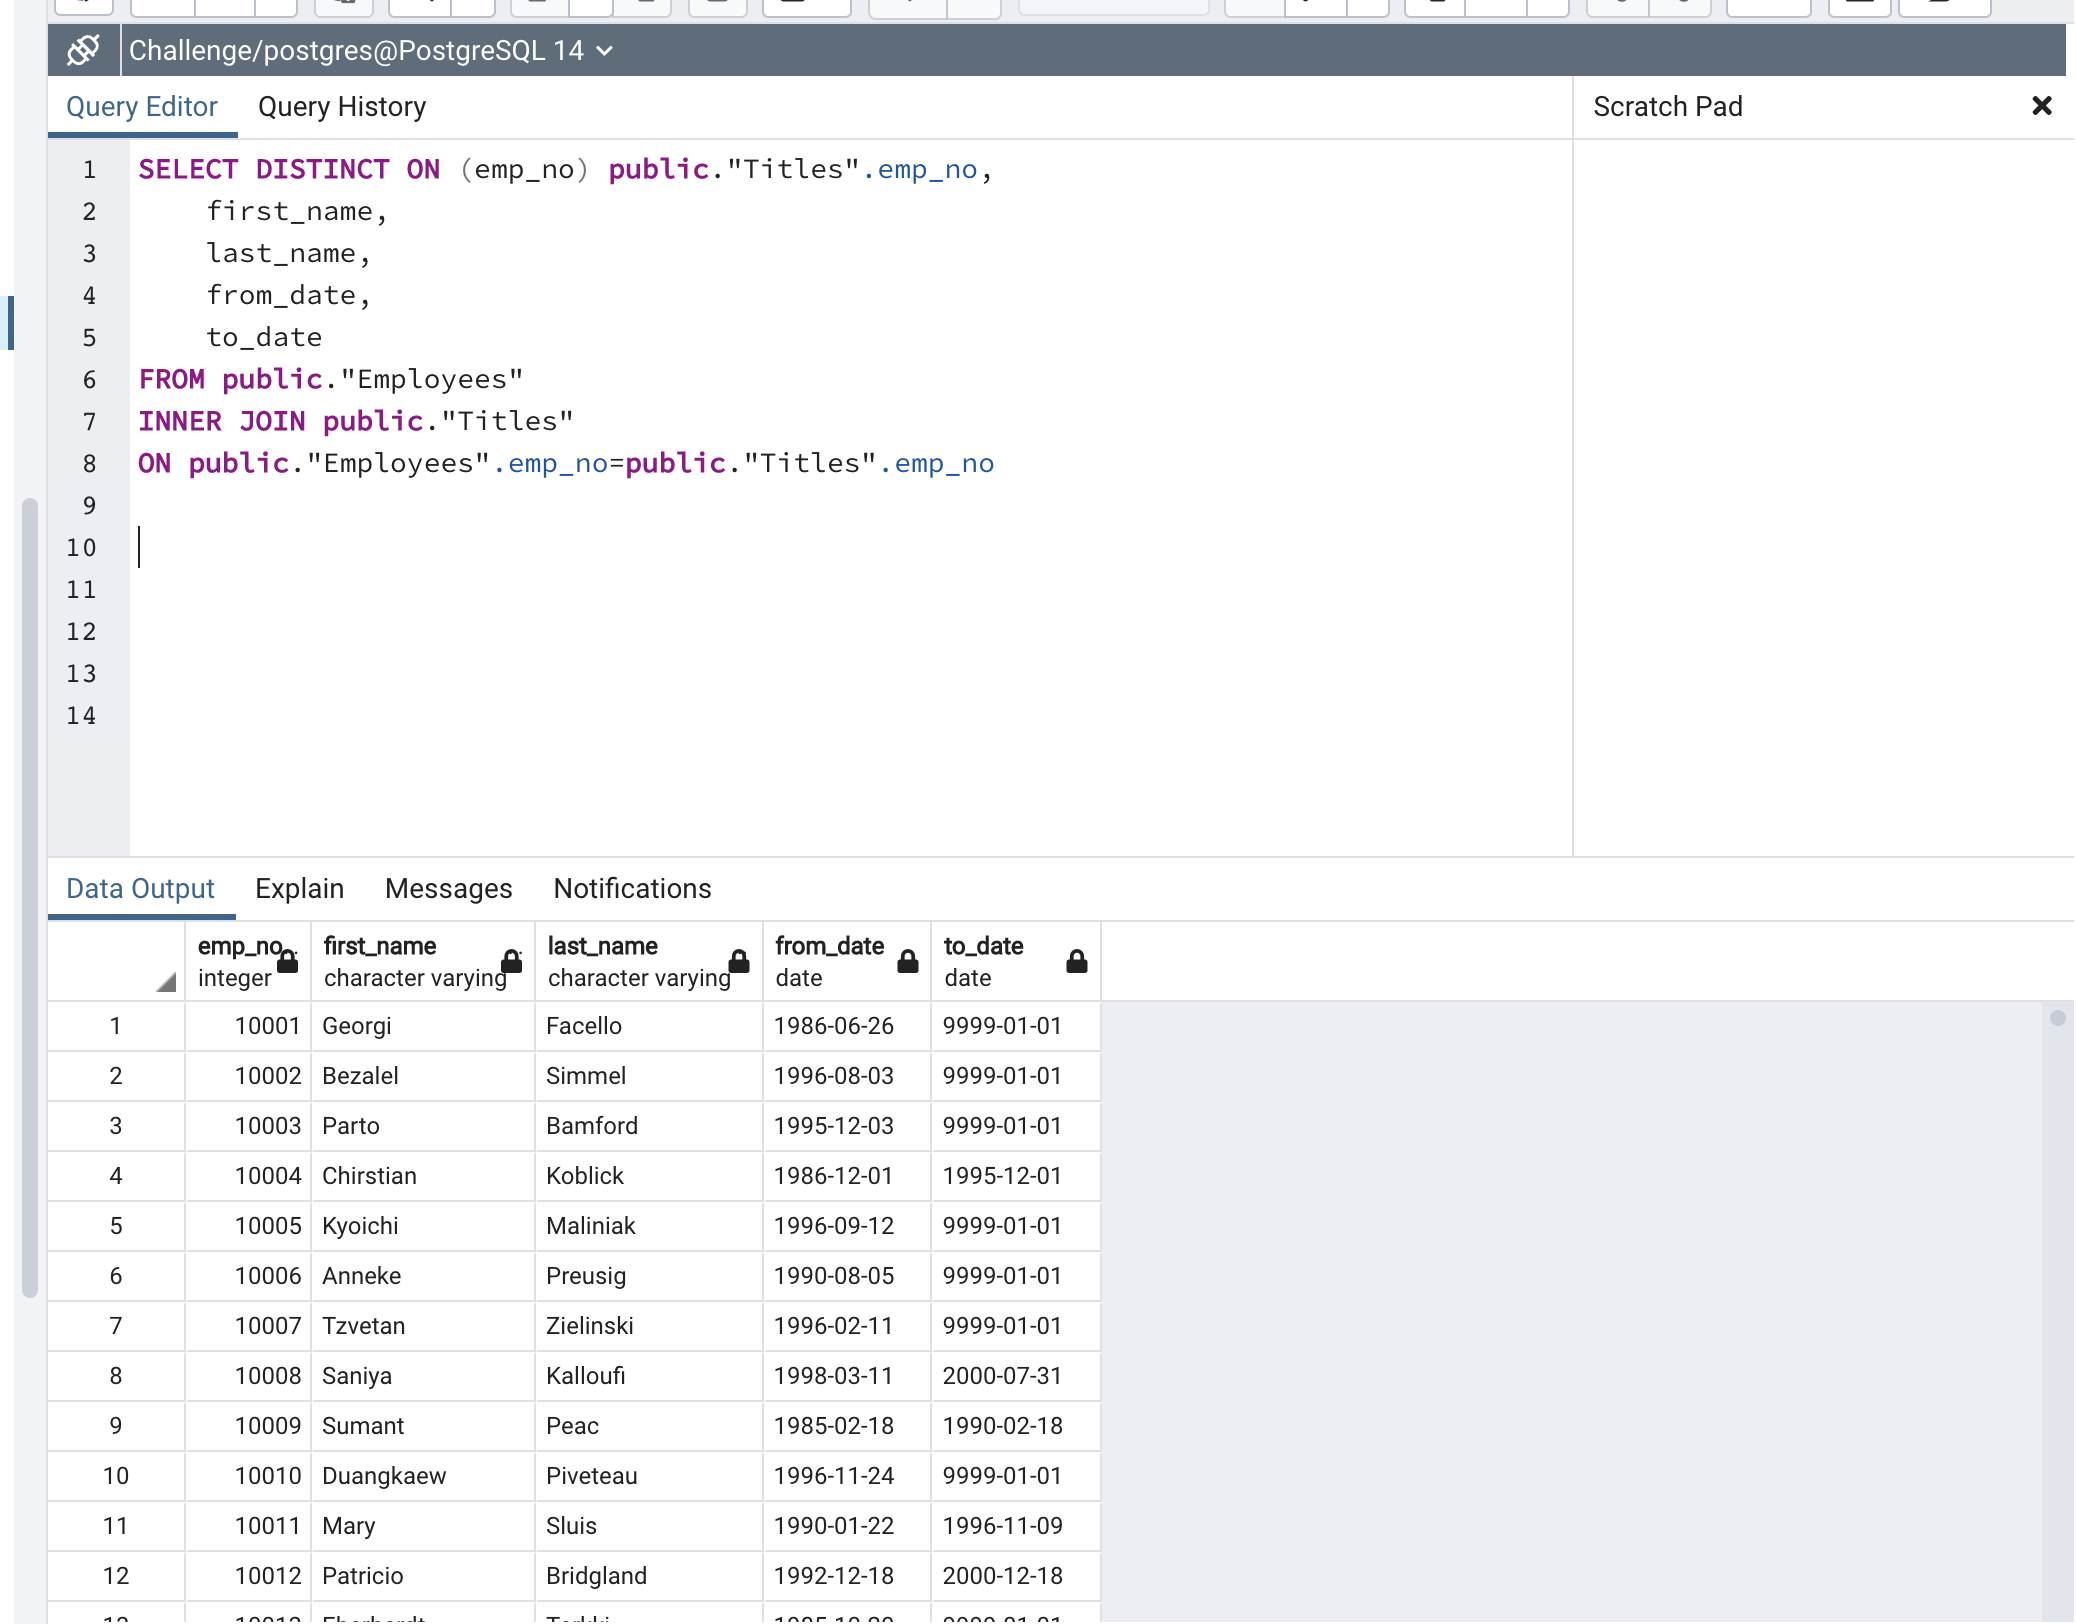 Challenge/postgres@PostgreSQL 14
Query Editor Query History Scratch Pad
1 SELECT DISTINCT ON (emp_no) public."Titles".emp_no,
2 first_name,
3 last_name,
4 from_date,
5 to_date
6 FROM public."Employees"
7 INNER JOIN public."Titles"
8 ON public."Employees".emp_no=public."Titles".emp_no
9
10
11
12
13
14
Data Output Explain Messages Notifications
emp_no first_name last_name from_date to_date
integer character varying character varying date date
1 10001 Georgi Facello 1986-06-26 9999-01-01
2 10002 Bezalel Simmel 1996-08-03 9999-01-01
3 10003 Parto Bamford 1995-12-03 9999-01-01
4 10004 Chirstian Koblick 1986-12-01 1995-12-01
5 10005 Kyoichi Maliniak 1996-09-12 9999-01-01
6 10006 Anneke Preusig 1990-08-05 9999-01-01
7 10007 Tzvetan Zielinski 1996-02-11 9999-01-01
8 10008 Saniya Kalloufi 1998-03-11 2000-07-31
9 10009 Sumant Peac 1985-02-18 1990-02-18
10 10010 Duangkaew Piveteau 1996-11-24 9999-01-01
11 10011 Mary Sluis 1990-01-22 1996-11-09
12 10012 Patricio Bridgland 1992-12-18 2000-12-18